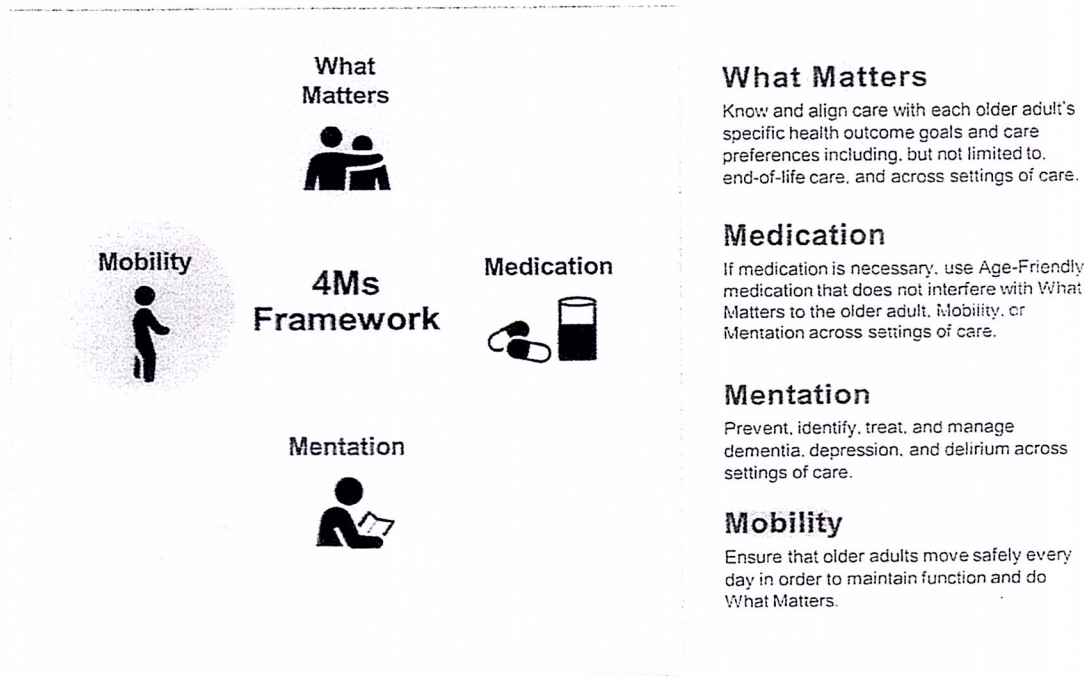 What
Matters
Mobility
4Ms
Framework
Medication
Mentation
What Matters
Know and align care with each older adult's
specific health outcome goals and care
preferences including, but not limited to,
end-of-life care, and across settings of care.
Medication
If medication is necessary, use Age-Friendly
medication that does not interfere with What
Matters to the older adult, Mobility, or
Mentation across settings of care.
Mentation
Prevent, identify, treat, and manage
dementia, depression, and delirium across
settings of care.
Mobility
Ensure that older adults move safely every
day in order to maintain function and do
What Matters.